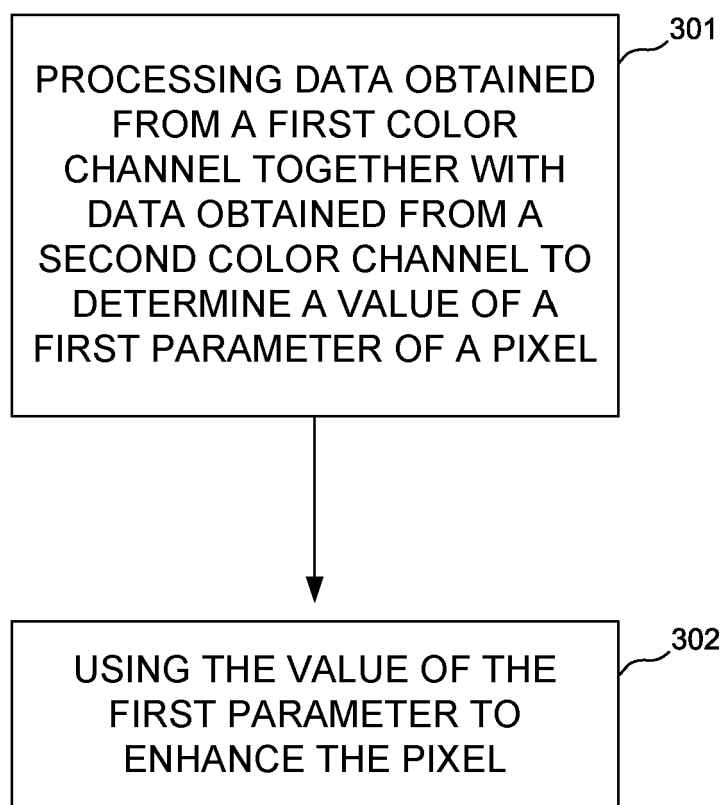 301
PROCESSING DATA OBTAINED
FROM A FIRST COLOR
CHANNEL TOGETHER WITH
DATA OBTAINED FROM A
SECOND COLOR CHANNEL TO
DETERMINE A VALUE OF A
FIRST PARAMETER OF A PIXEL
302
USING THE VALUE OF THE
FIRST PARAMETER TO
ENHANCE THE PIXEL